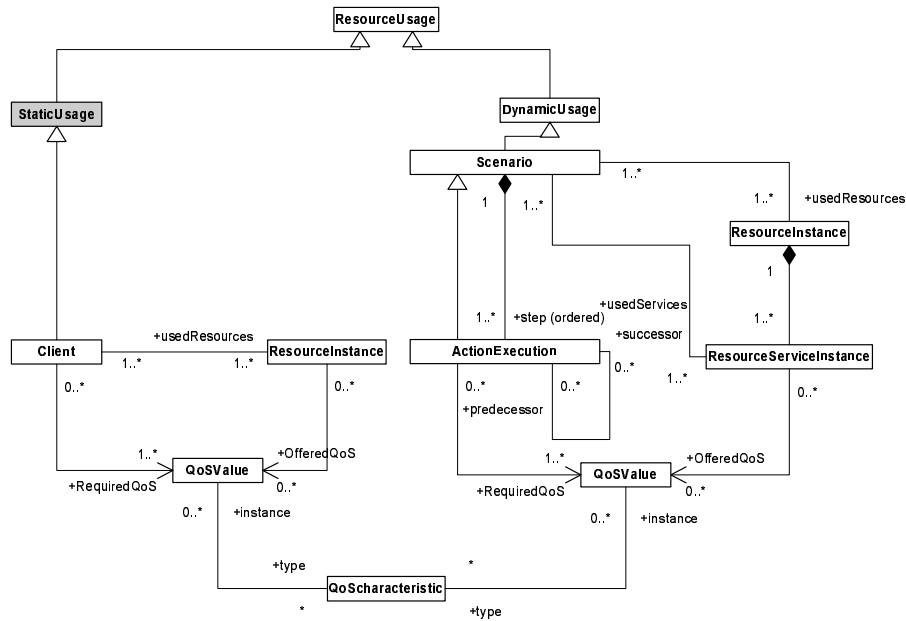 ResourceUsage
StaticUsage
DynamicUsage
Scenario
1
1..*
1..*
1..*
+usedResources
ResourceInstance
1
1..*
+usedServices
+successor
1..*
+step (ordered)
+usedResources
Client
1..*
1..*
ResourceInstance
ActionExecution
0..*
ResourceServiceInstance
1..*
0..*
0..*
0..*
0..*
0..*
+predecessor
1..*
+OfferedQoS
1..*
+OfferedQoS
QoSValue
QoSValue
+RequiredQoS
0..*
+RequiredQoS
0..*
0..*
+instance
0..*
+instance
+type
*
QoScharacteristic
*
+type